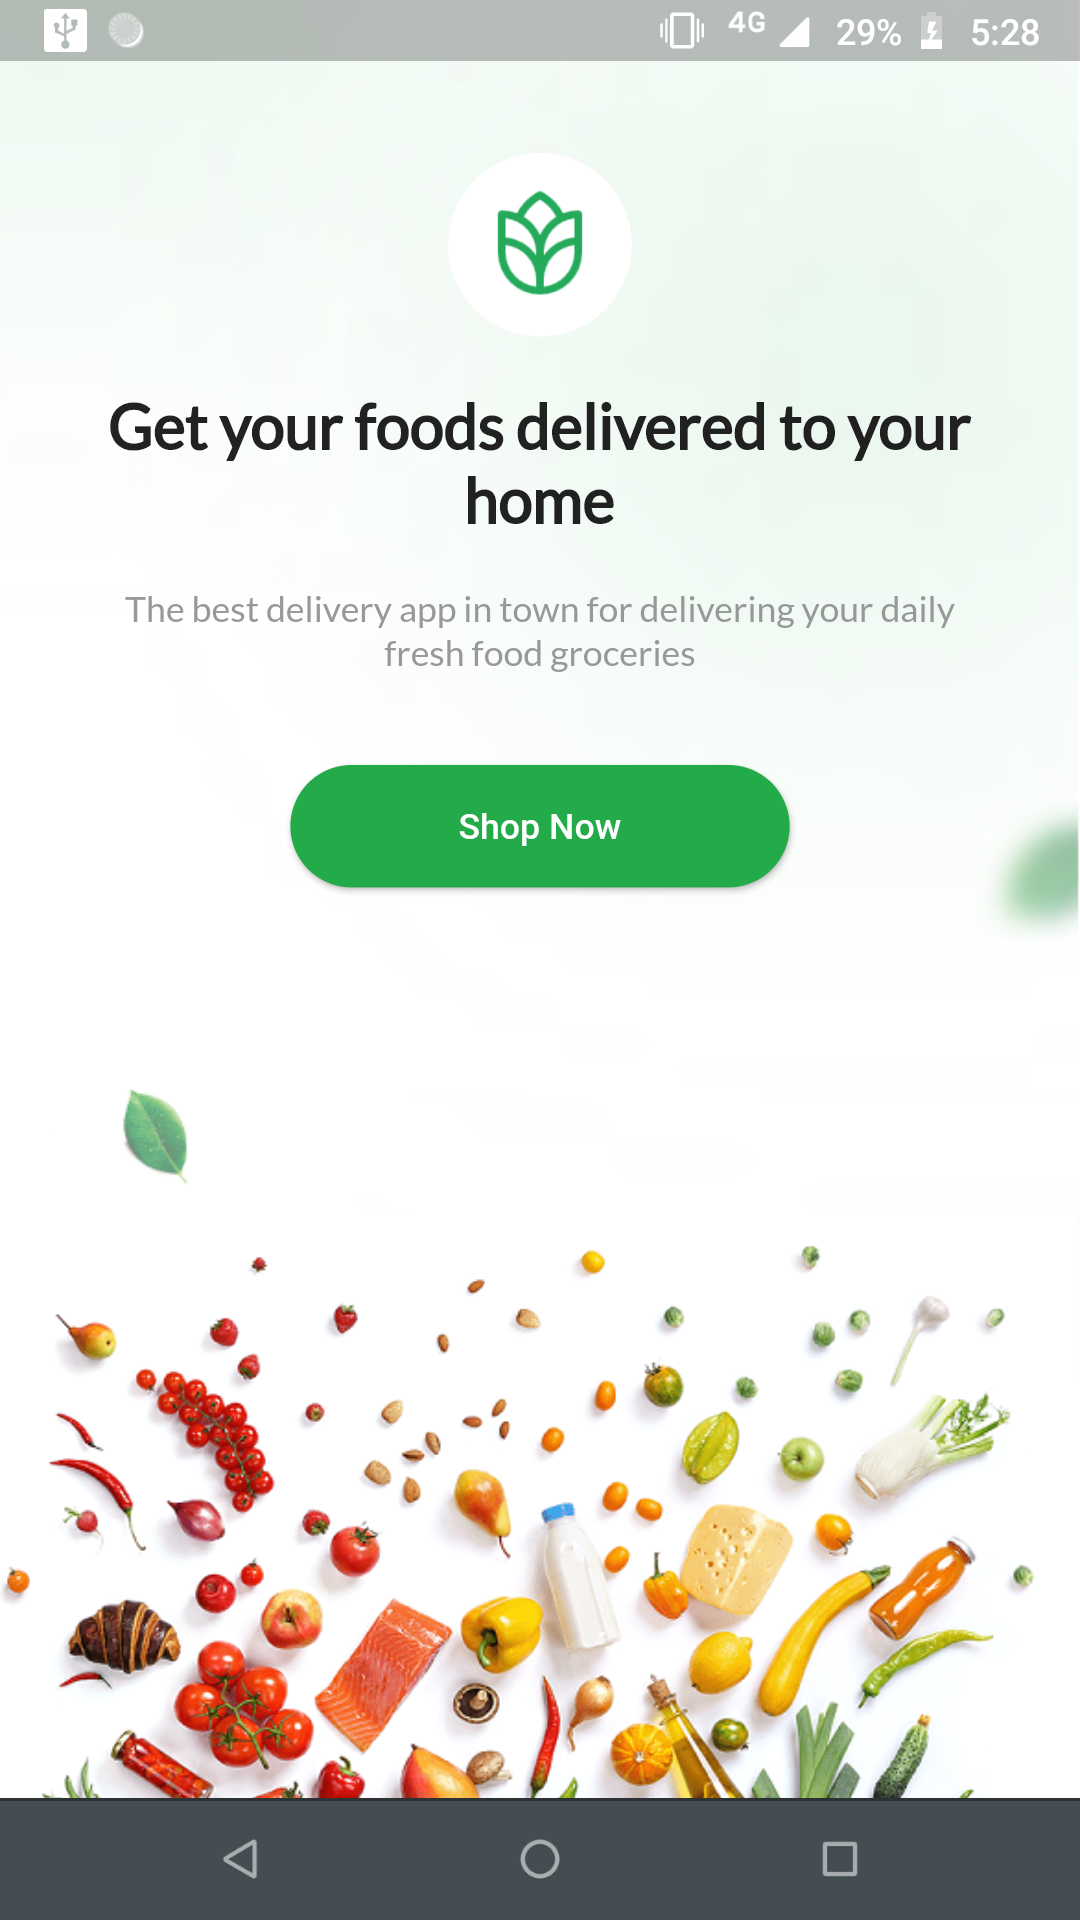 4G 29% 5:28
Get your foods delivered to your
home
The best delivery app in town for delivering your daily
fresh food groceries
Shop Now